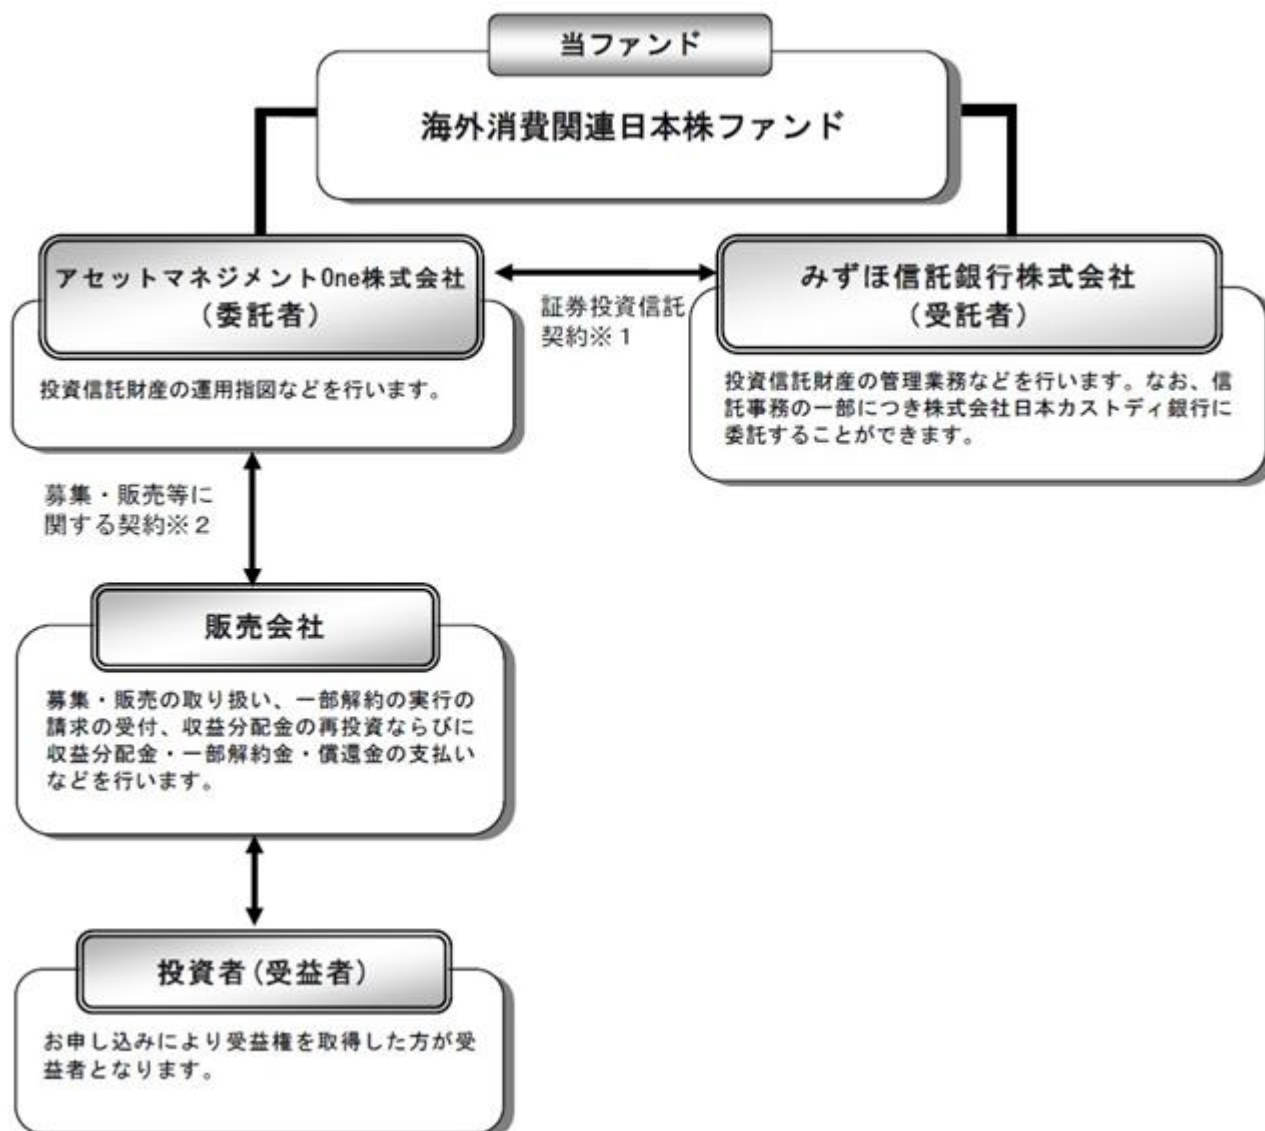 当ファンド
海外消費関連日本株ファンド
アセットマネジメントOne株式会社
(委託者)
投資信託財産の運用指図などを行います。
証券投資信託
契約※1
みずほ信託銀行株式会社
(受託者)
投資信託財産の管理業務などを行います。なお、信
託事務の一部につき株式会社日本カストディ銀行に
委託することができます。
募集・販売等に
関する契約※2
販売会社
募集・販売の取り扱い、一部解約の実行の
請求の受付、収益分配金の再投資ならびに
収益分配金・一部解約金・償還金の支払い
などを行います。
投資者(受益者)
お申し込みにより受益権を取得した方が受
益者となります。